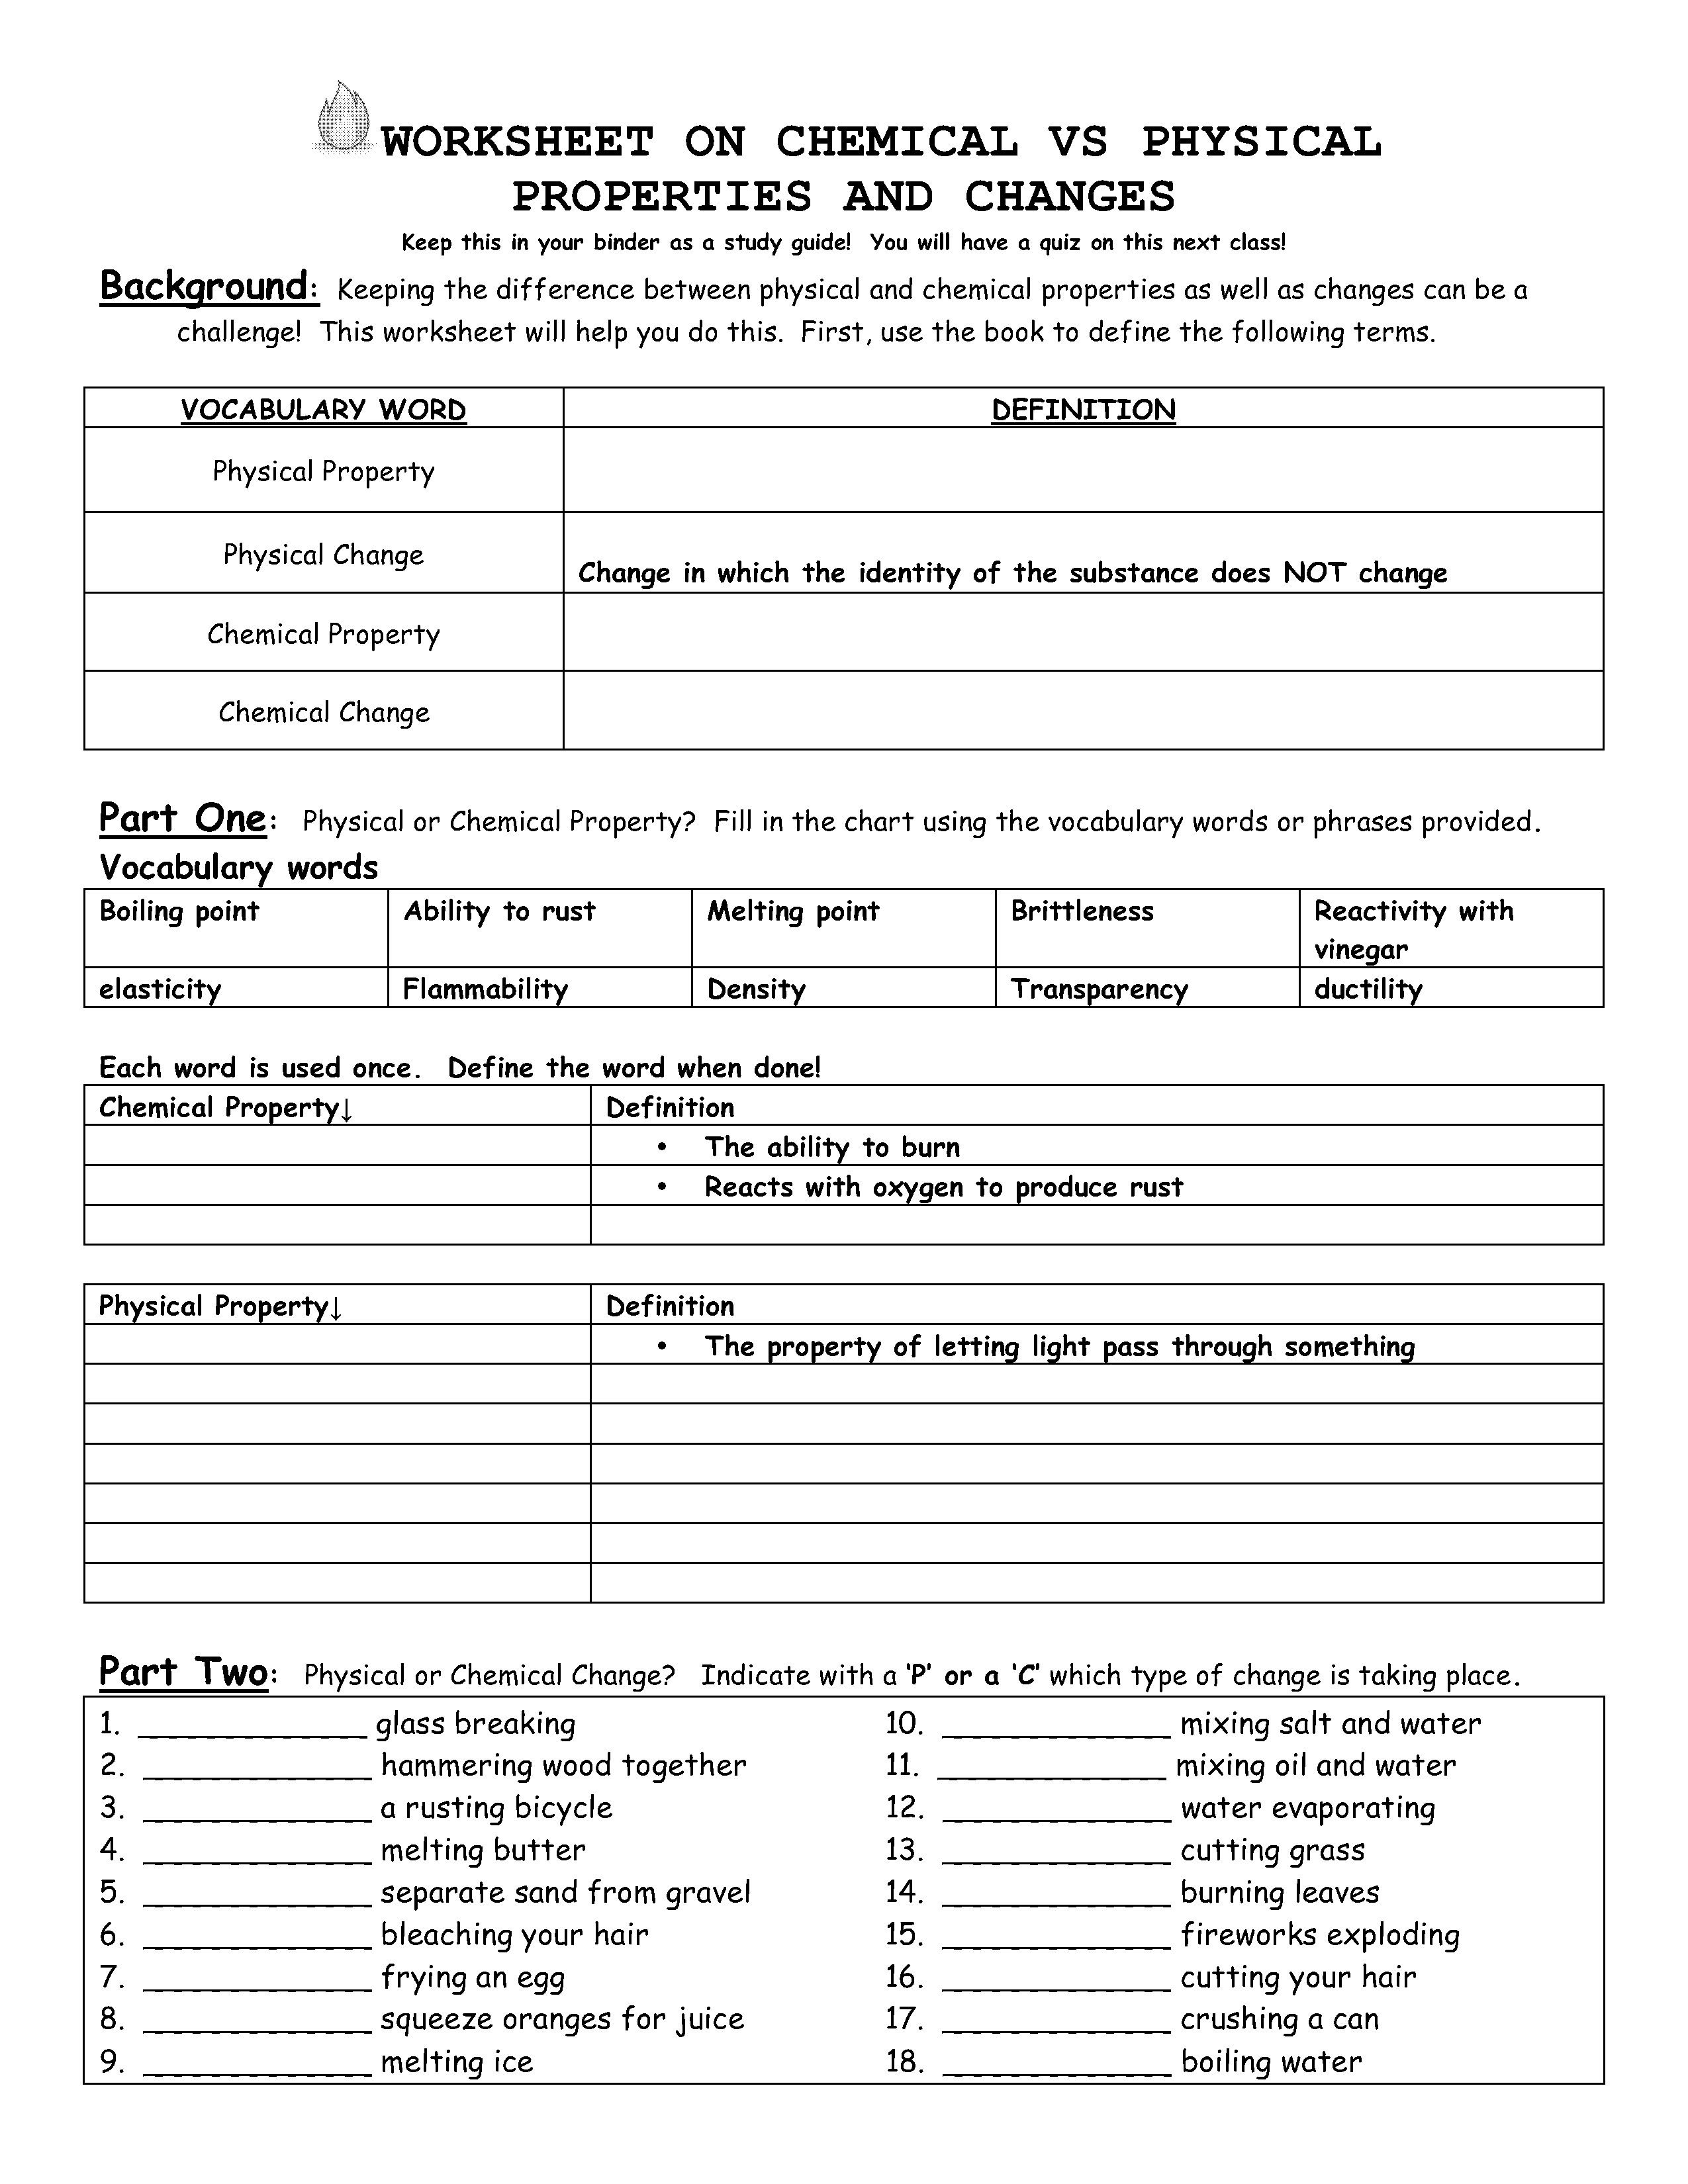 WORKSHEET ON CHEMICAL VS PHYSICAL
PROPERTIES AND CHANGES
Keep this in your binder as a study guide! You will have a quiz on this next class!
Background: Keeping the difference between physical and chemical properties as well as changes can be a
challenge! This worksheet will help you do this. First, use the book to define the following terms.
VOCABULARY WORD DEFINITION
Physical Property
Physical Change Change in which the identity of the substance does NOT change
Chemical Property
Chemical Change
Part One: Physical or Chemical Property? Fill in the chart using the vocabulary words or phrases provided.
Vocabulary words
Boiling point Ability to rust Melting point Brittleness Reactivity with
vinegar
elasticity Flammability Density Transparency ductility
Each word is used once. Define the word when done!
Chemical Property↓ Definition
• The ability to burn
• Reacts with oxygen to produce rust
Physical Property↓ Definition
• The property of letting light pass through something
Part Two: Physical or Chemical Change? Indicate with a 'P' or a 'C' which type of change is taking place.
1. ______________ glass breaking
2. ______________ hammering wood together
3. ______________ a rusting bicycle
4. ______________ melting butter
5. ______________ separate sand from gravel
6. ______________ bleaching your hair
7. ______________ frying an egg
8. ______________ squeeze oranges for juice
9. ______________ melting ice
10. ______________ mixing salt and water
11. ______________ mixing oil and water
12. ______________ water evaporating
13. ______________ cutting grass
14. ______________ burning leaves
15. ______________ fireworks exploding
16. ______________ cutting your hair
17. ______________ crushing a can
18. ______________ boiling water